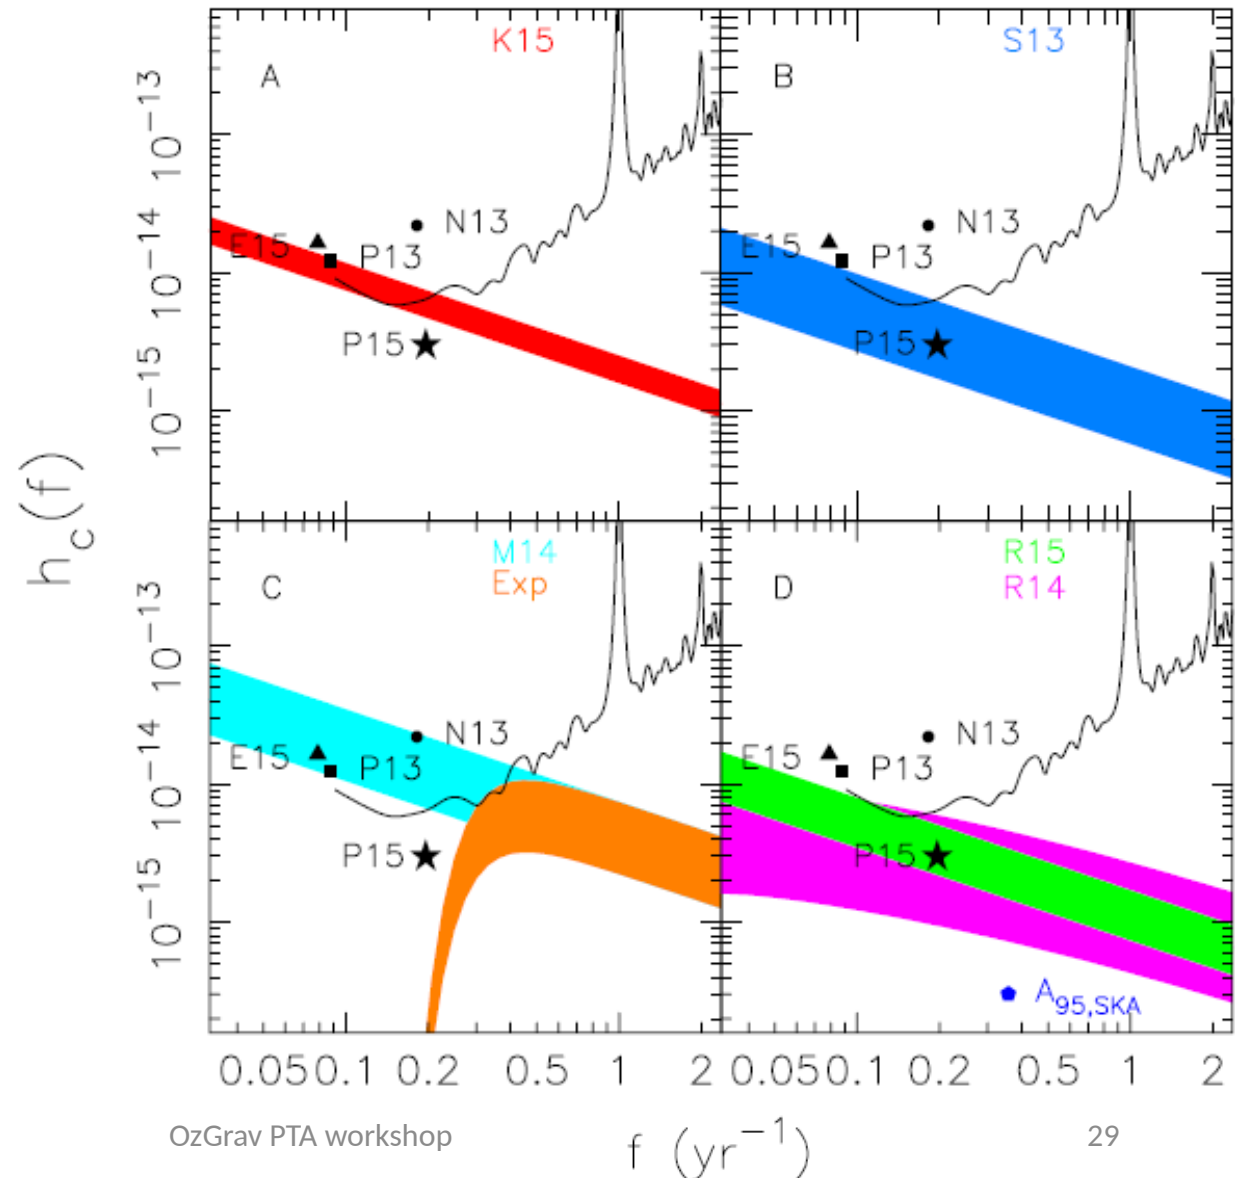 K15
A
10^-13
10^-14
10^-15
E15
P13
N13
P15
S13
B
E15
P13
N13
P15
h_c(f)
M14
Exp
C
10^-13
10^-14
10^-15
E15
P13
N13
P15
R15
R14
D
E15
P13
N13
P15
A_95,SKA
0.05 0.1 0.2 0.5 1 2 0.05 0.1 0.2 0.5 1 2
f (yr^-1)
OzGrav PTA workshop
29